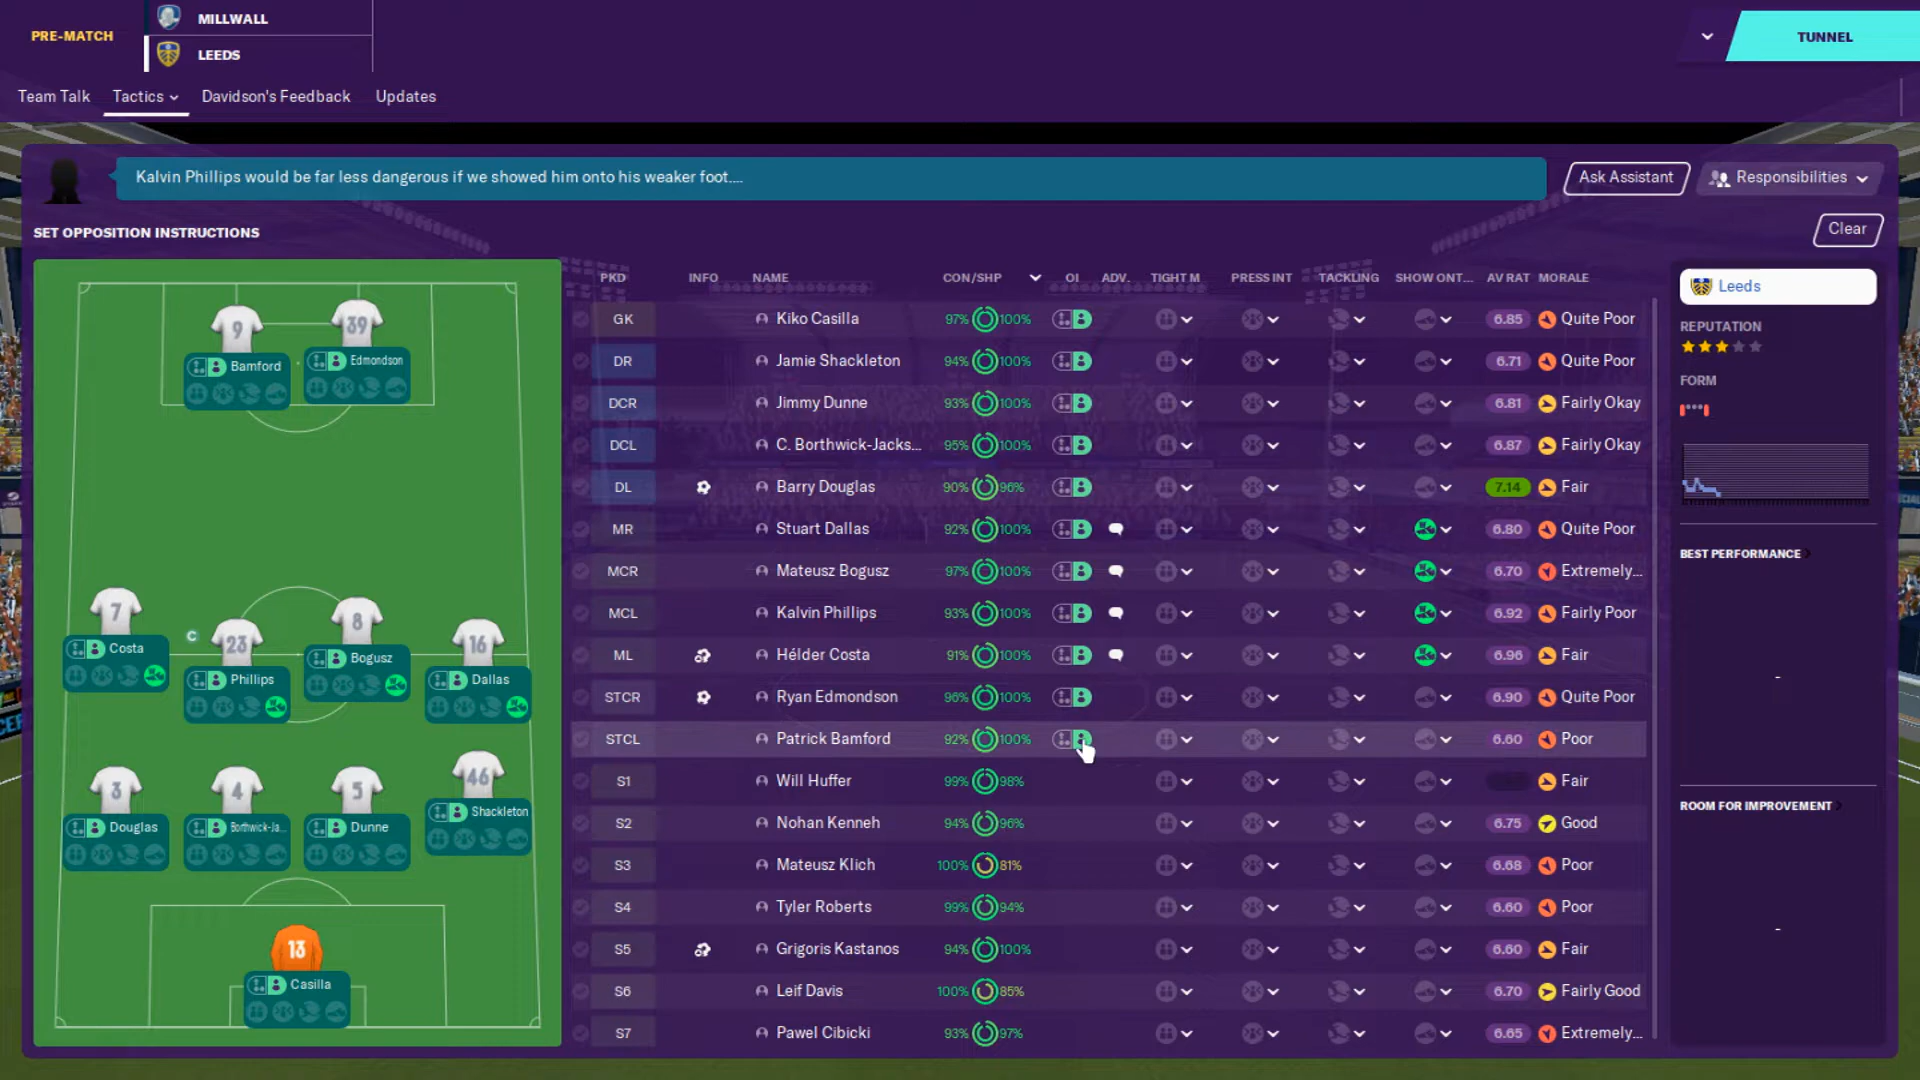 PRE-MATCH
MILLWALL
LEEDS
TUNNEL
Team Talk
Tactics
Davidson's Feedback
Updates
Kalvin Phillips would be far less dangerous if we showed him onto his weaker foot....
Ask Assistant
Responsibilities
SET OPPOSITION INSTRUCTIONS
Clear
9
Bamford
39
Edmondson
7
Costa
C
23
Phillips
8
Bogusz
16
Dallas
3
Douglas
4
Borthwick-Ja...
5
Dunne
46
Shackleton
13
Casilla
PKD INFO NAME CON/SHP OI ADV. TIGHT M PRESS INT TACKLING SHOW ONT... AV RAT MORALE
GK Kiko Casilla 97% 100% 6.85 Quite Poor
DR Jamie Shackleton 94% 100% 6.71 Quite Poor
DCR Jimmy Dunne 93% 100% 6.81 Fairly Okay
DCL C. Borthwick-Jacks... 95% 100% 6.87 Fairly Okay
DL Barry Douglas 90% 96% 7.14 Fair
MR Stuart Dallas 92% 100% 6.80 Quite Poor
MCR Mateusz Bogusz 97% 100% 6.70 Extremely...
MCL Kalvin Phillips 93% 100% 6.92 Fairly Poor
ML Hélder Costa 91% 100% 6.96 Fair
STCR Ryan Edmondson 96% 100% 6.90 Quite Poor
STCL Patrick Bamford 92% 100% 6.60 Poor
S1 Will Huffer 99% 98% Fair
S2 Nohan Kenneh 94% 96% 6.75 Good
S3 Mateusz Klich 100% 81% 6.68 Poor
S4 Tyler Roberts 99% 94% 6.60 Poor
S5 Grigoris Kastanos 94% 100% 6.60 Fair
S6 Leif Davis 100% 85% 6.70 Fairly Good
S7 Pawel Cibicki 93% 97% 6.65 Extremely...
Leeds
REPUTATION
FORM
BEST PERFORMANCE
-
ROOM FOR IMPROVEMENT
-